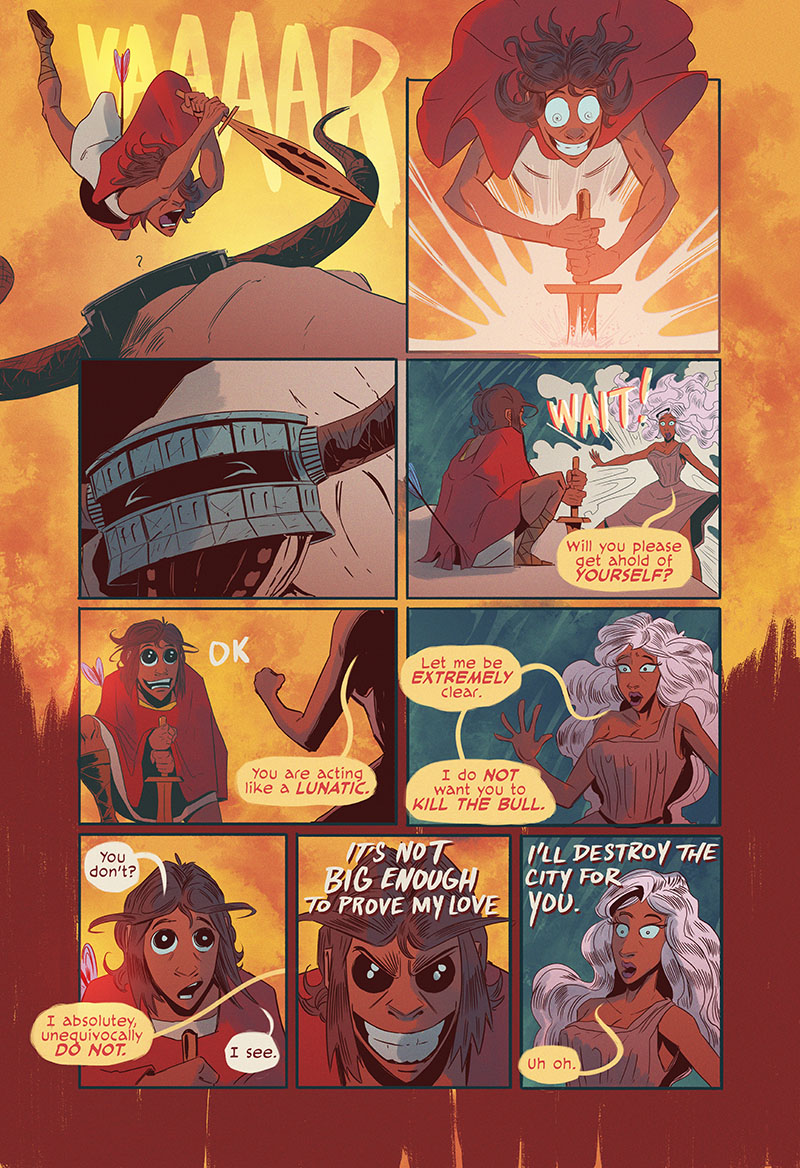 YAAAAAR
?
WAIT!
Will you please
get ahold of
YOURSELF?
OK
You are acting
like a LUNATIC.
Let me be
EXTREMELY
clear.
I do NOT
want you to
KILL THE BULL.
You
don't?
I absolutey,
unequivocally
DO NOT.
I see.
IT'S NOT
BIG ENOUGH
TO PROVE MY LOVE
I'LL DESTROY THE
CITY FOR
YOU.
Uh oh.